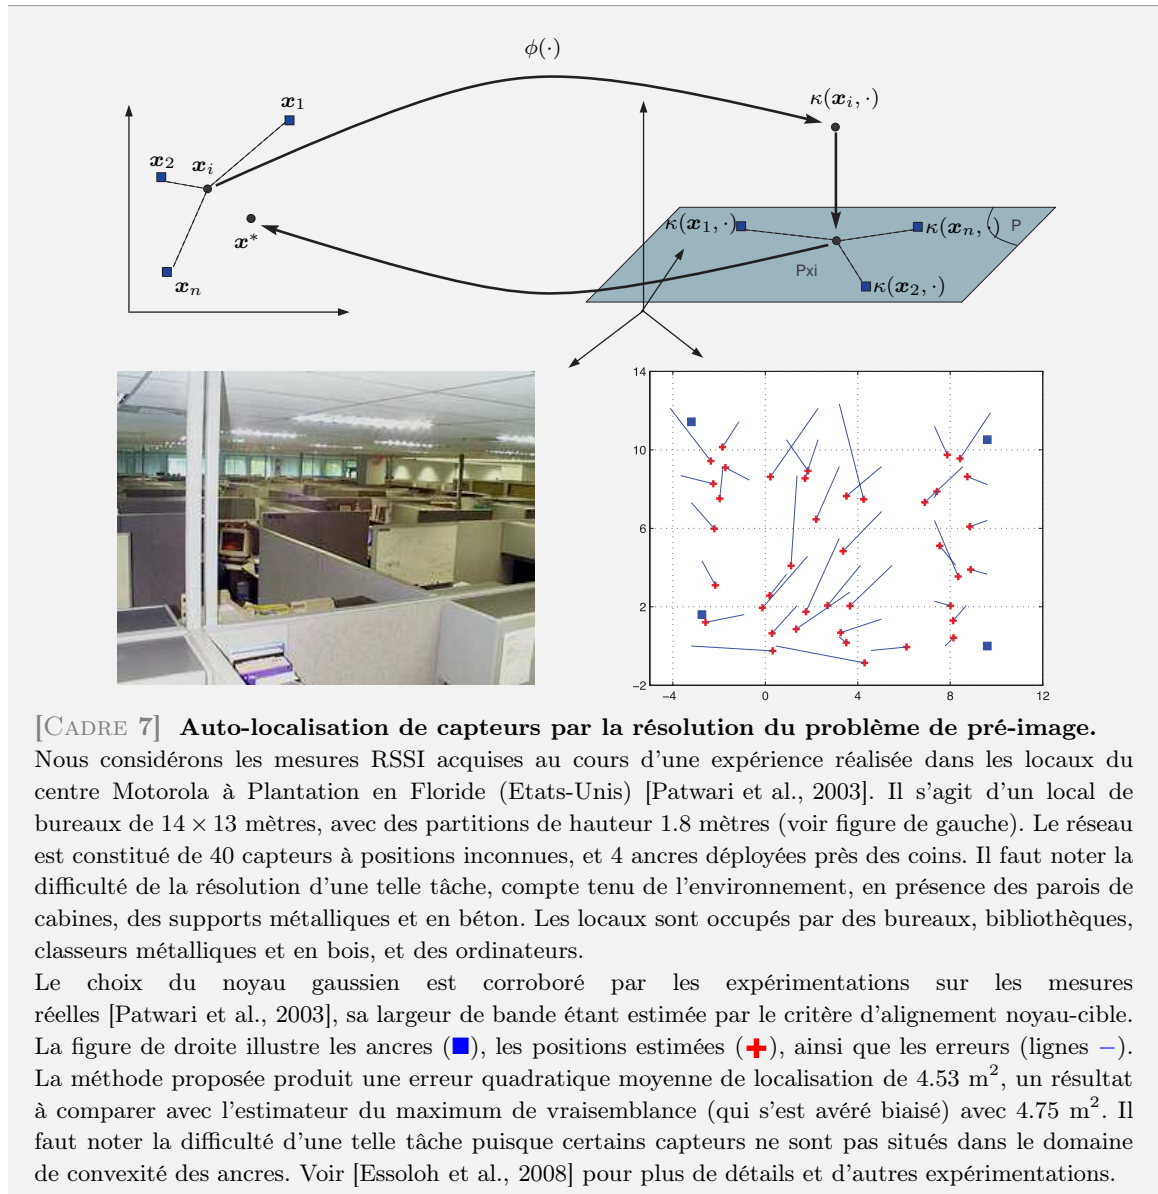 ϕ(·)
κ(x_i, ·)
x_1
x_2
x_i
κ(x_1, ·)
κ(x_n, ·)
P
x*
Pxi
x_n
κ(x_2, ·)
14
10
6
2
−2
−4
0
4
8
12
[CADRE 7] Auto-localisation de capteurs par la résolution du problème de pré-image.
Nous considérons les mesures RSSI acquises au cours d'une expérience réalisée dans les locaux du
centre Motorola à Plantation en Floride (Etats-Unis) [Patwari et al., 2003]. Il s'agit d'un local de
bureaux de 14 × 13 mètres, avec des partitions de hauteur 1.8 mètres (voir figure de gauche). Le réseau
est constitué de 40 capteurs à positions inconnues, et 4 ancres déployées près des coins. Il faut noter la
difficulté de la résolution d'une telle tâche, compte tenu de l'environnement, en présence des parois de
cabines, des supports métalliques et en béton. Les locaux sont occupés par des bureaux, bibliothèques,
classeurs métalliques et en bois, et des ordinateurs.
Le choix du noyau gaussien est corroboré par les expérimentations sur les mesures
réelles [Patwari et al., 2003], sa largeur de bande étant estimée par le critère d'alignement noyau-cible.
La figure de droite illustre les ancres (■), les positions estimées (+), ainsi que les erreurs (lignes −).
La méthode proposée produit une erreur quadratique moyenne de localisation de 4.53 m², un résultat
à comparer avec l'estimateur du maximum de vraisemblance (qui s'est avéré biaisé) avec 4.75 m². Il
faut noter la difficulté d'une telle tâche puisque certains capteurs ne sont pas situés dans le domaine
de convexité des ancres. Voir [Essoloh et al., 2008] pour plus de détails et d'autres expérimentations.